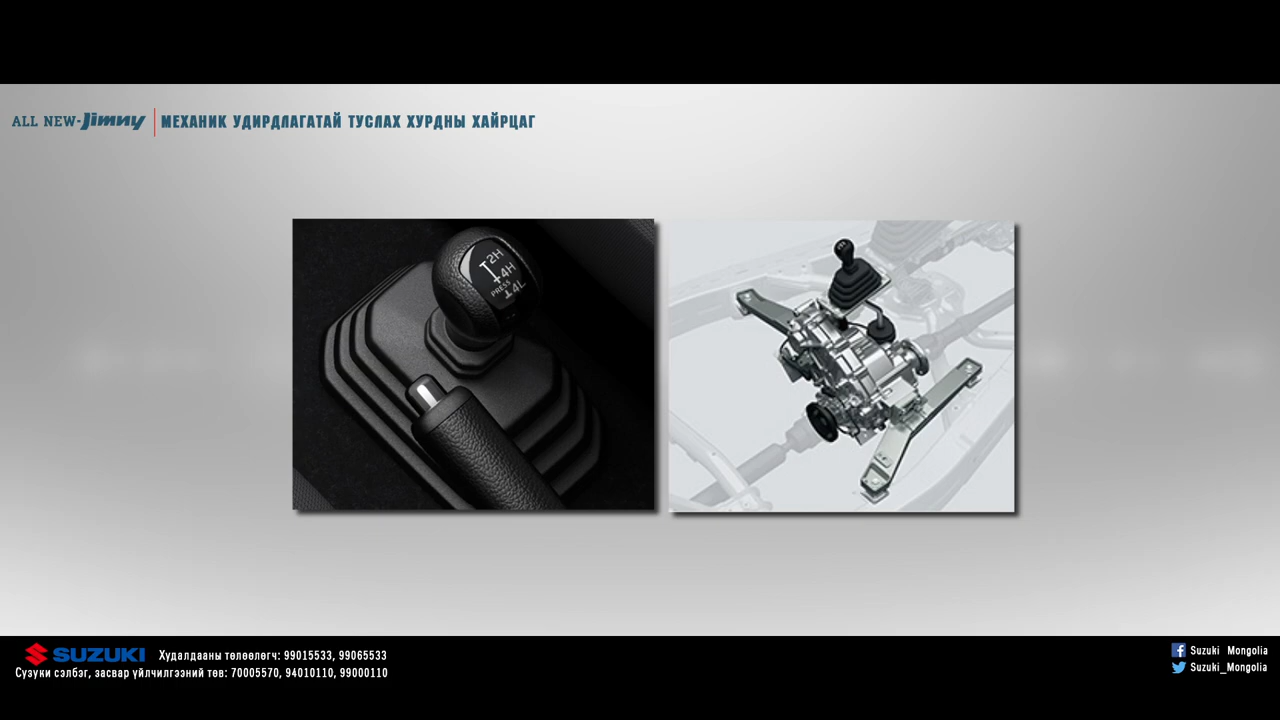 ALL NEW-Jimny МЕХАНИК УДИРДЛАГАТАЙ ТУСЛАХ ХУРДНЫ ХАЙРЦАГ
2H
4H
PRESS
4L
SUZUKI Худалдааны төлөөлөгч: 99015533, 99065533
Сузуки сэлбэг, засвар үйлчилгээний төв: 70005570, 94010110, 99000110
Suzuki Mongolia
Suzuki_Mongolia